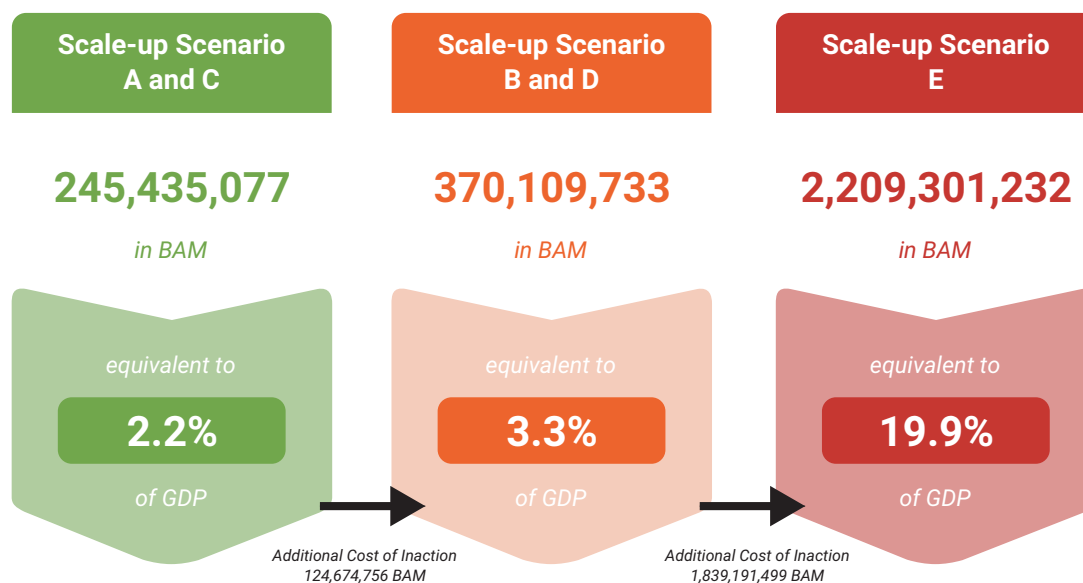 Scale-up Scenario
A and C
245,435,077
in BAM
equivalent to
2.2%
of GDP
Scale-up Scenario
B and D
370,109,733
in BAM
equivalent to
3.3%
of GDP
Scale-up Scenario
E
2,209,301,232
in BAM
equivalent to
19.9%
of GDP
Additional Cost of Inaction
124,674,756 BAM
Additional Cost of Inaction
1,839,191,499 BAM